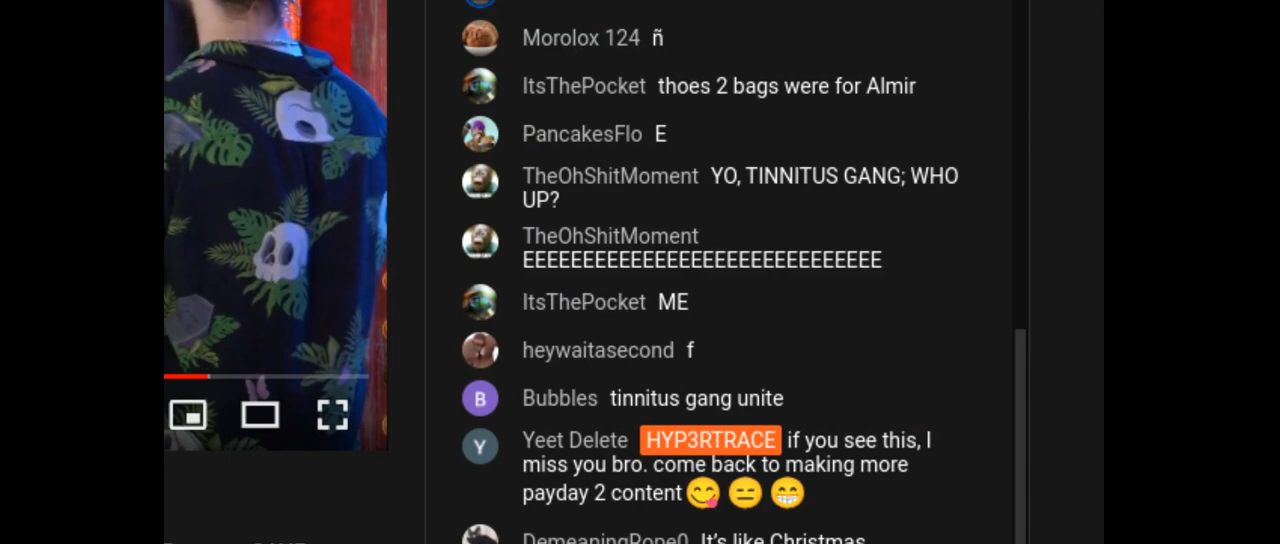 Morolox 124 ñ
ItsThePocket thoes 2 bags were for Almir
PancakesFlo E
TheOhShitMoment YO, TINNITUS GANG; WHO
UP?
TheOhShitMoment
EEEEEEEEEEEEEEEEEEEEEEEEEEEEEE
ItsThePocket ME
heywaitasecond f
B Bubbles tinnitus gang unite
Y Yeet Delete HYP3RTRACE if you see this, I
miss you bro. come back to making more
payday 2 content😋 😑 😁
DemeaningRope0 It's like Christmas